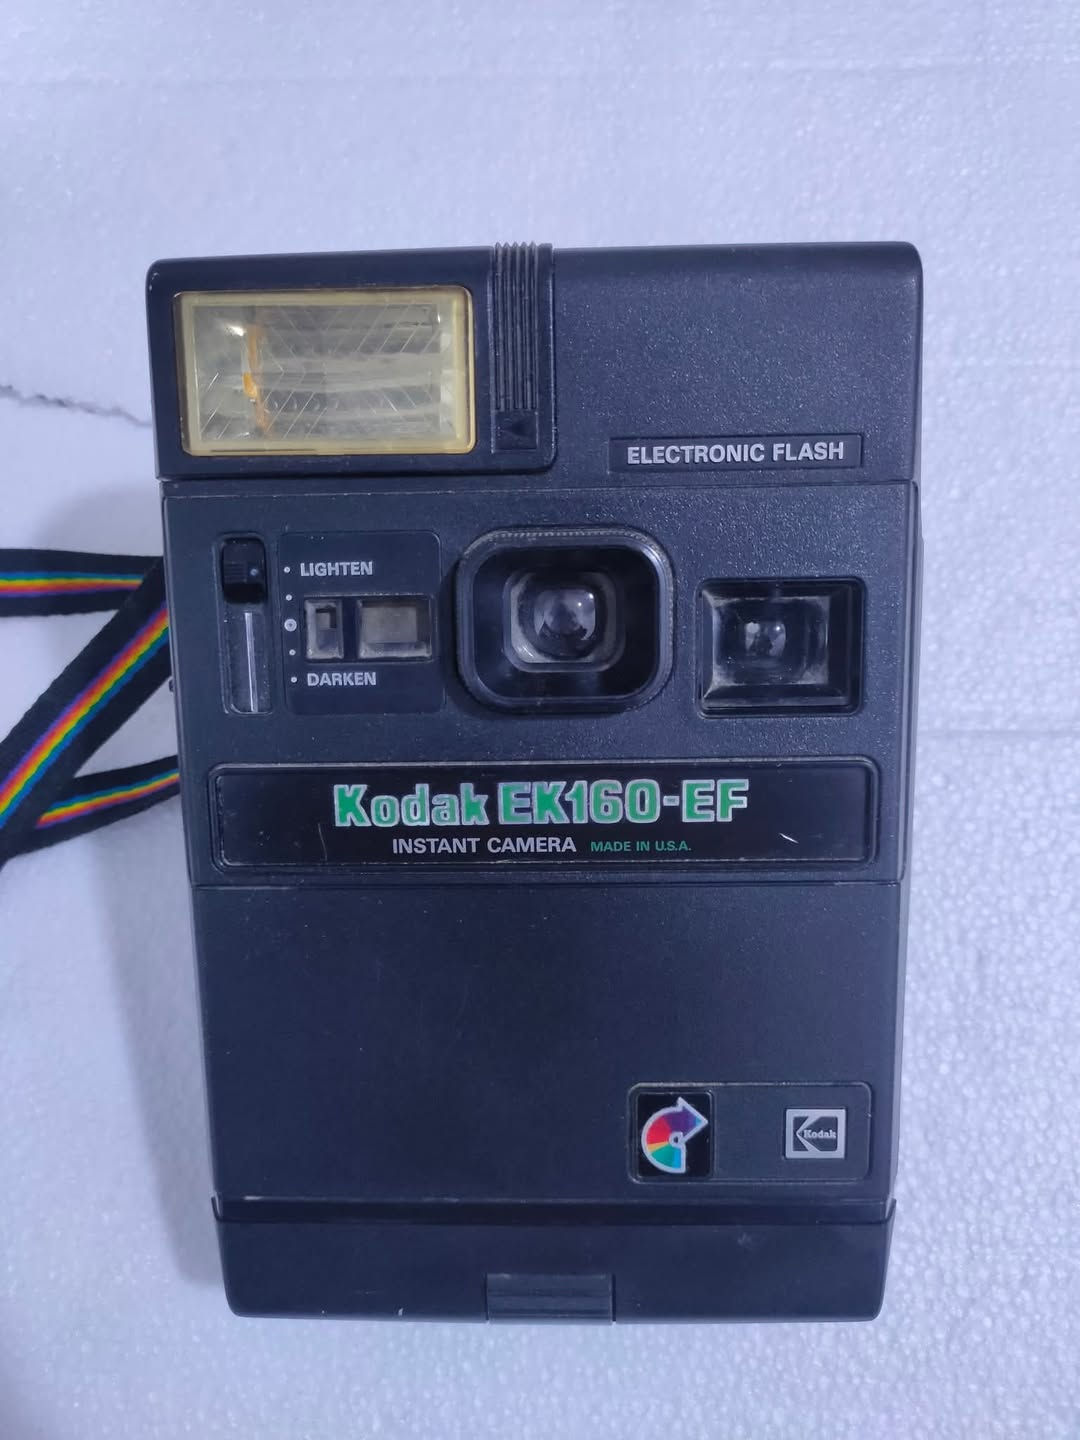 ELECTRONIC FLASH
LIGHTEN
DARKEN
Kodak EK160-EF
INSTANT CAMERA MADE IN U.S.A.
Kodak